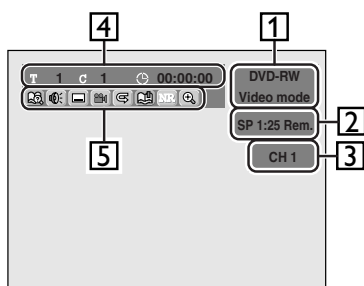 4
1
T 1 C 1 00:00:00
DVD-RW
Video mode
NR
SP 1:25 Rem.
2
CH 1
3
5